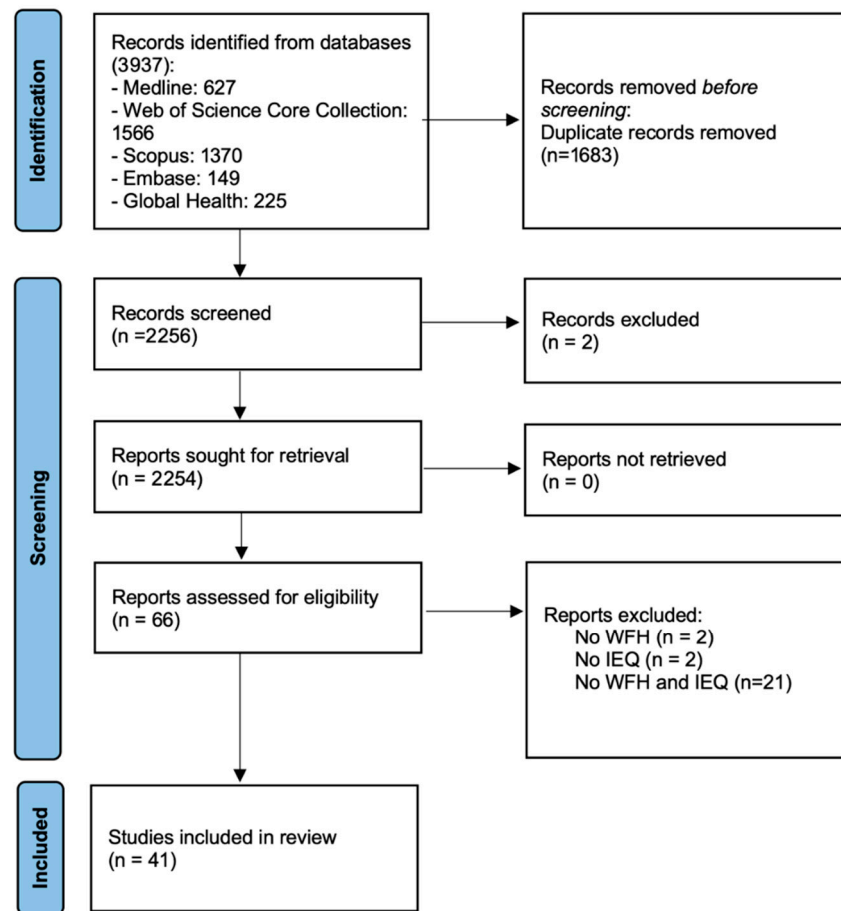 Identification
Records identified from databases
(3937):
- Medline: 627
- Web of Science Core Collection:
1566
- Scopus: 1370
- Embase: 149
- Global Health: 225
Records removed before
screening:
Duplicate records removed
(n=1683)
Screening
Records screened
(n =2256)
Records excluded
(n = 2)
Reports sought for retrieval
(n = 2254)
Reports not retrieved
(n = 0)
Reports assessed for eligibility
(n = 66)
Reports excluded:
No WFH (n = 2)
No IEQ (n = 2)
No WFH and IEQ (n=21)
Included
Studies included in review
(n = 41)